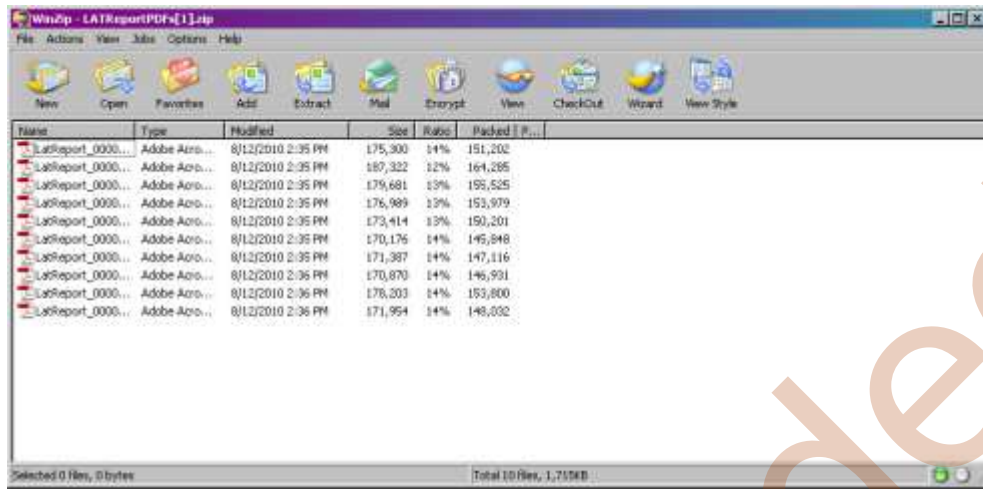 WinZip - LATReportPDFs[1].zip
File Actions View Jobs Options Help
New Open Favorites Add Extract Mail Encrypt View CheckOut Wizard View Style
Name Type Modified Size Ratio Packed P...
LatReport_0000... Adobe Acro... 8/12/2010 2:35 PM 175,300 14% 151,202
LatReport_0000... Adobe Acro... 8/12/2010 2:35 PM 187,322 12% 164,285
LatReport_0000... Adobe Acro... 8/12/2010 2:35 PM 179,681 13% 155,525
LatReport_0000... Adobe Acro... 8/12/2010 2:35 PM 176,989 13% 153,979
LatReport_0000... Adobe Acro... 8/12/2010 2:35 PM 173,414 13% 150,201
LatReport_0000... Adobe Acro... 8/12/2010 2:35 PM 170,176 14% 145,848
LatReport_0000... Adobe Acro... 8/12/2010 2:35 PM 171,387 14% 147,116
LatReport_0000... Adobe Acro... 8/12/2010 2:36 PM 170,870 14% 146,931
LatReport_0000... Adobe Acro... 8/12/2010 2:36 PM 178,203 14% 153,800
LatReport_0000... Adobe Acro... 8/12/2010 2:36 PM 171,954 14% 148,032
Selected 0 files, 0 bytes Total 10 files, 1,715KB